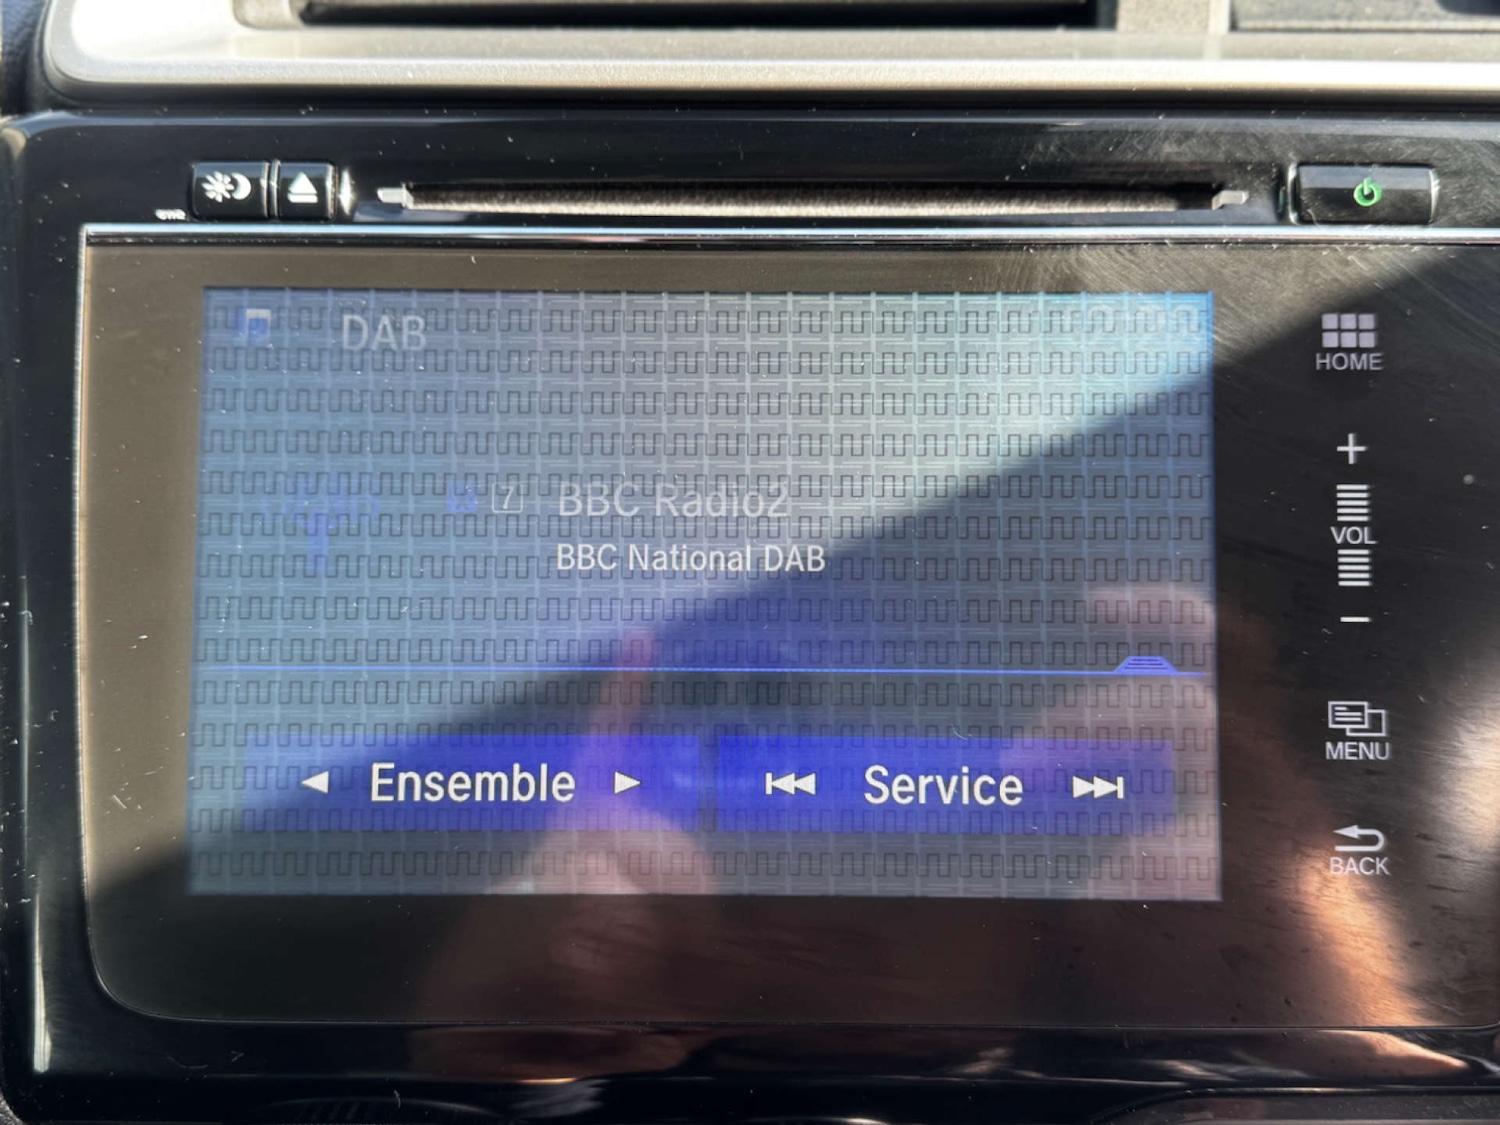 DAB
7 BBC Radio2
BBC National DAB
Ensemble
Service
HOME
VOL
MENU
BACK